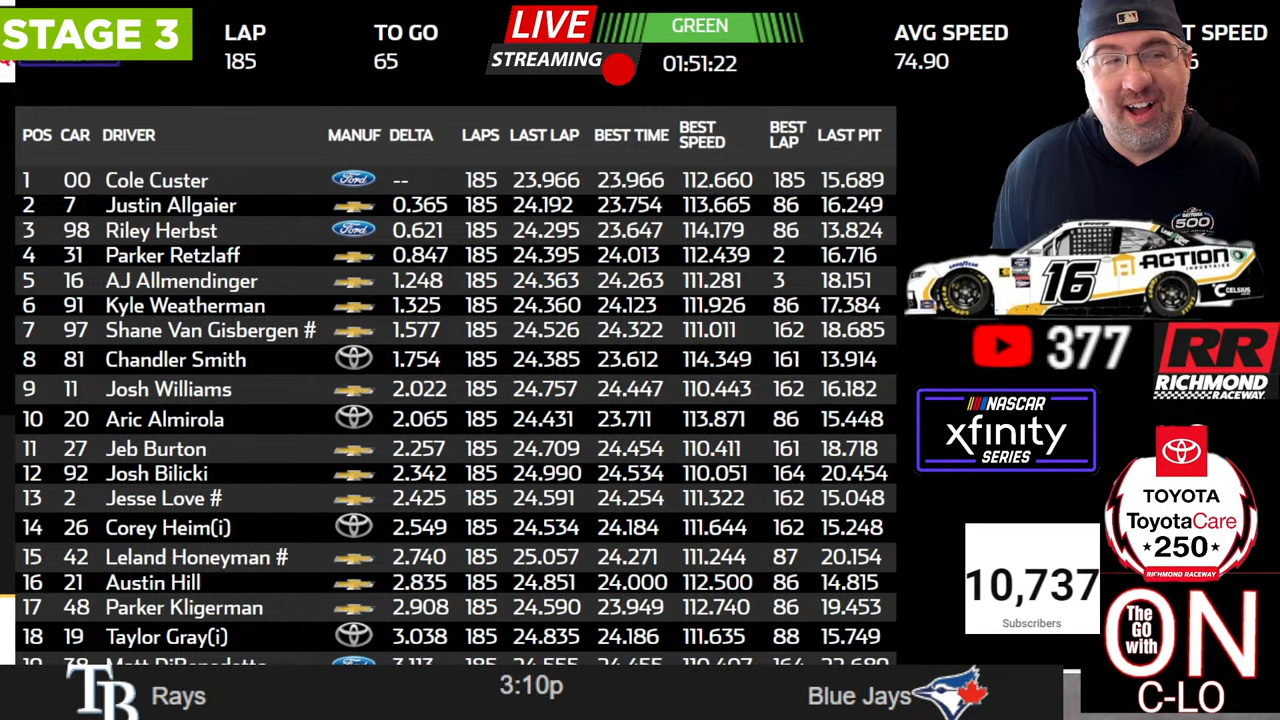 STAGE 3
LAP
185
TO GO
65
LIVE
STREAMING
GREEN
01:51:22
AVG SPEED
74.90
T SPEED
POS CAR DRIVER MANUF DELTA LAPS LAST LAP BEST TIME BEST SPEED BEST LAP LAST PIT
1 00 Cole Custer Ford -- 185 23.966 23.966 112.660 185 15.689
2 7 Justin Allgaier 0.365 185 24.192 23.754 113.665 86 16.249
3 98 Riley Herbst Ford 0.621 185 24.295 23.647 114.179 86 13.824
4 31 Parker Retzlaff 0.847 185 24.395 24.013 112.439 2 16.716
5 16 AJ Allmendinger 1.248 185 24.363 24.263 111.281 3 18.151
6 91 Kyle Weatherman 1.325 185 24.360 24.123 111.926 86 17.384
7 97 Shane Van Gisbergen # 1.577 185 24.526 24.322 111.011 162 18.685
8 81 Chandler Smith 1.754 185 24.385 23.612 114.349 161 13.914
9 11 Josh Williams 2.022 185 24.757 24.447 110.443 162 16.182
10 20 Aric Almirola 2.065 185 24.431 23.711 113.871 86 15.448
11 27 Jeb Burton 2.257 185 24.709 24.454 110.411 161 18.718
12 92 Josh Bilicki 2.342 185 24.990 24.534 110.051 164 20.454
13 2 Jesse Love # 2.425 185 24.591 24.254 111.322 162 15.048
14 26 Corey Heim(i) 2.549 185 24.534 24.184 111.644 162 15.248
15 42 Leland Honeyman # 2.740 185 25.057 24.271 111.244 87 20.154
16 21 Austin Hill 2.835 185 24.851 24.000 112.500 86 14.815
17 48 Parker Kligerman 2.908 185 24.590 23.949 112.740 86 19.453
18 19 Taylor Gray(i) 3.038 185 24.835 24.186 111.635 88 15.749
DAYTONA
500
16
ACTION
INDUSTRIES
CELSIUS
377
RR
RICHMOND
RACEWAY
NASCAR
xfinity
SERIES
TOYOTA
ToyotaCare
250
RICHMOND RACEWAY
10,737
Subscribers
The GO with ON
C-LO
TB Rays
3:10p
Blue Jays